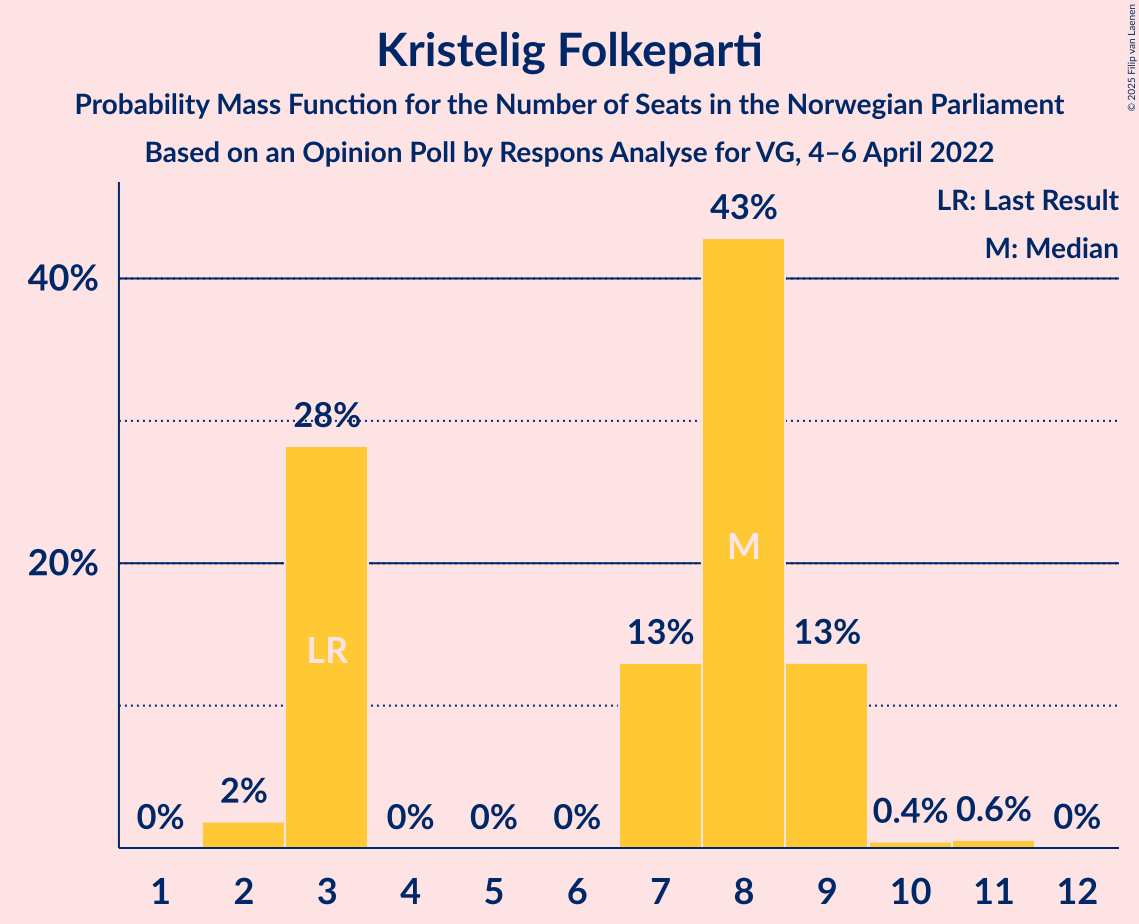 Kristelig Folkeparti
Probability Mass Function for the Number of Seats in the Norwegian Parliament
Based on an Opinion Poll by Respons Analyse for VG, 4–6 April 2022
© 2025 Filip van Laenen
LR: Last Result
M: Median
40%
20%
0%
2%
28%
0%
0%
0%
13%
43%
13%
0.4%
0.6%
0%
LR
M
1 2 3 4 5 6 7 8 9 10 11 12